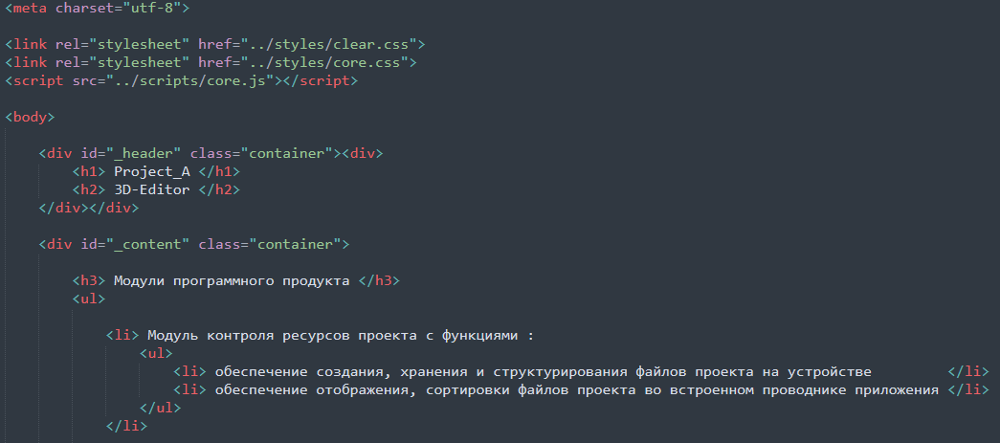 <meta charset="utf-8">
<link rel="stylesheet" href="../styles/clear.css">
<link rel="stylesheet" href="../styles/core.css">
<script src="../scripts/core.js"></script>
<body>
<div id="_header" class="container"><div>
<h1> Project_A </h1>
<h2> 3D-Editor </h2>
</div></div>
<div id="_content" class="container">
<h3> Модули программного продукта </h3>
<ul>
<li> Модуль контроля ресурсов проекта с функциями :
<ul>
<li> обеспечение создания, хранения и структурирования файлов проекта на устройстве </li>
<li> обеспечение отображения, сортировки файлов проекта во встроенном проводнике приложения </li>
</ul>
</li>